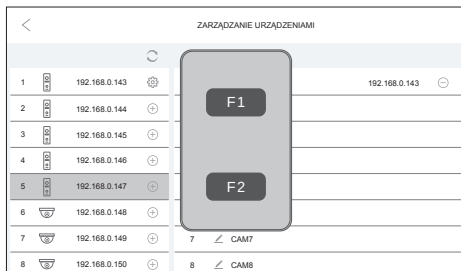 ZARZĄDZANIE URZĄDZENIAMI
1 192.168.0.143 192.168.0.143
2 192.168.0.144
3 192.168.0.145
4 192.168.0.146
5 192.168.0.147
6 192.168.0.148
7 192.168.0.149 7 CAM7
8 192.168.0.150 8 CAM8
F1
F2